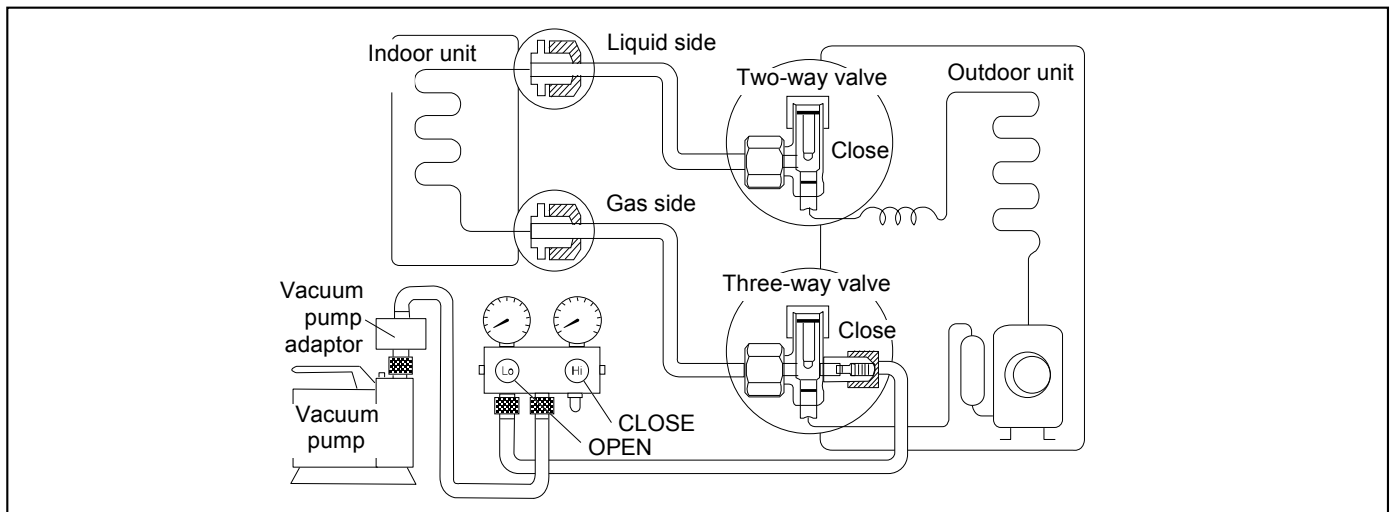 Indoor unit
Liquid side
Two-way valve
Outdoor unit
Close
Gas side
Three-way valve
Close
Vacuum
pump
adaptor
Lo
Hi
Vacuum
pump
CLOSE
OPEN